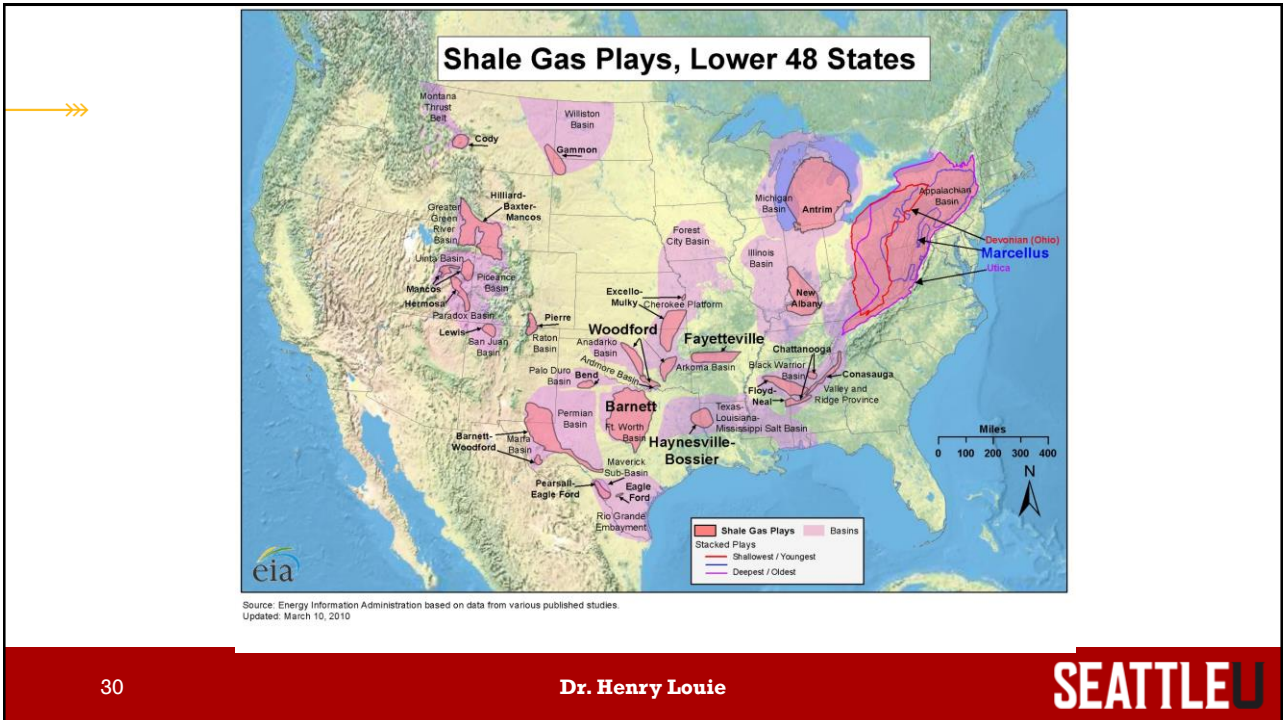 Shale Gas Plays, Lower 48 States
Montana
Thrust
Belt
Cody
Williston
Basin
Gammon
Hilliard-
Baxter-
Mancos
Greater
Green
River
Basin
Uinta Basin
Mancos
Piceance
Basin
Hermosa
Paradox Basin
Lewis
San Juan
Basin
Pierre
Raton
Basin
Michigan
Basin
Antrim
Forest
City Basin
Illinois
Basin
New
Albany
Excello-
Mulky
Cherokee Platform
Woodford
Anadarko
Basin
Ardmore Basin
Fayetteville
Arkoma Basin
Palo Duro
Basin
Bend
Chattanooga
Black Warrior
Basin
Conasauga
Floyd-
Neal
Valley and
Ridge Province
Appalachian
Basin
Devonian (Ohio)
Marcellus
Utica
Barnett
Ft. Worth
Basin
Permian
Basin
Barnett-
Woodford
Marfa
Basin
Texas-
Louisiana-
Mississippi Salt Basin
Haynesville-
Bossier
Maverick
Sub-Basin
Pearsall-
Eagle Ford
Eagle
Ford
Rio Grande
Embayment
Miles
0 100 200 300 400
N
Shale Gas Plays
Basins
Stacked Plays
Shallowest / Youngest
Deepest / Oldest
eia
Source: Energy Information Administration based on data from various published studies.
Updated: March 10, 2010
30
Dr. Henry Louie
SEATTLEU